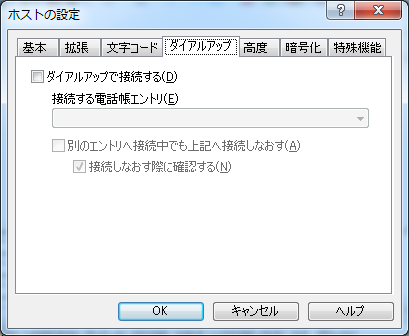 ホストの設定
基本 拡張 文字コード ダイアルアップ 高度 暗号化 特殊機能
ダイアルアップで接続する(D)
接続する電話帳エントリ(E)
別のエントリへ接続中でも上記へ接続しなおす(A)
接続しなおす際に確認する(N)
OK キャンセル ヘルプ